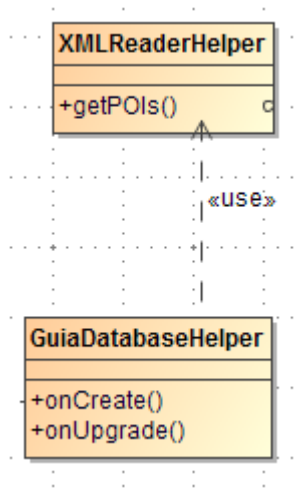 XMLReaderHelper
+getPOIs()
«use»
GuiaDatabaseHelper
+onCreate()
+onUpgrade()